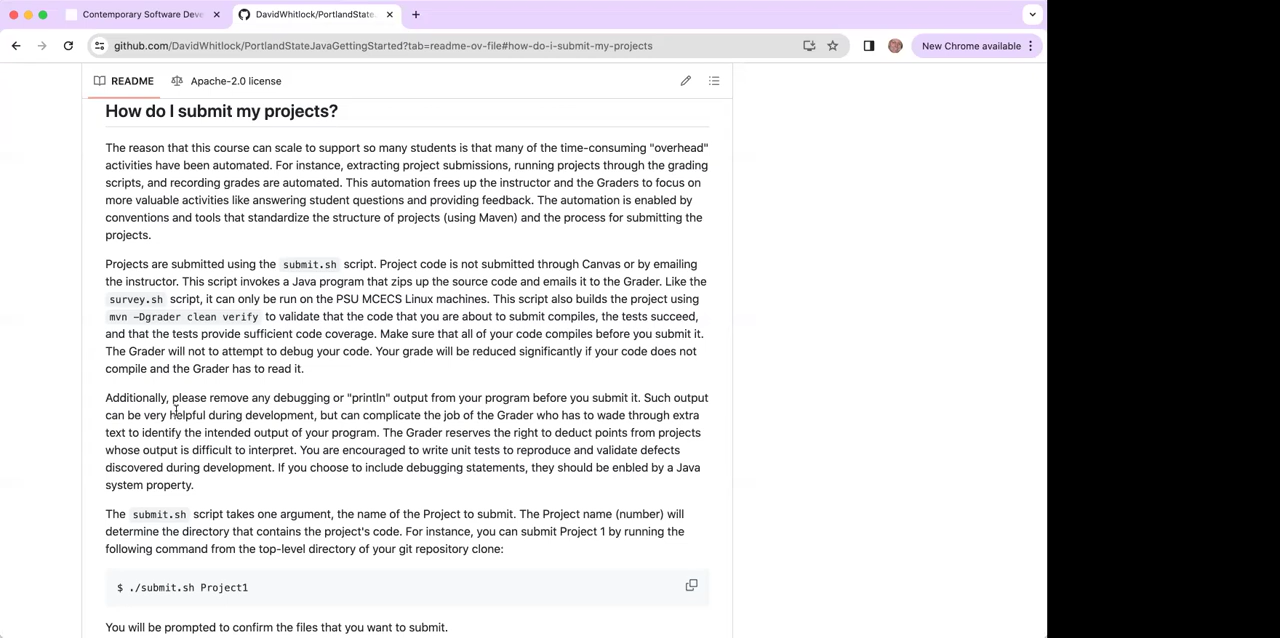 Contemporary Software Deve
DavidWhitlock/PortlandState
github.com/DavidWhitlock/PortlandStateJavaGettingStarted?tab=readme-ov-file#how-do-i-submit-my-projects
New Chrome available
README
Apache-2.0 license
How do I submit my projects?
The reason that this course can scale to support so many students is that many of the time-consuming "overhead"
activities have been automated. For instance, extracting project submissions, running projects through the grading
scripts, and recording grades are automated. This automation frees up the instructor and the Graders to focus on
more valuable activities like answering student questions and providing feedback. The automation is enabled by
conventions and tools that standardize the structure of projects (using Maven) and the process for submitting the
projects.
Projects are submitted using the submit.sh script. Project code is not submitted through Canvas or by emailing
the instructor. This script invokes a Java program that zips up the source code and emails it to the Grader. Like the
survey.sh script, it can only be run on the PSU MCECS Linux machines. This script also builds the project using
mvn -Dgrader clean verify to validate that the code that you are about to submit compiles, the tests succeed,
and that the tests provide sufficient code coverage. Make sure that all of your code compiles before you submit it.
The Grader will not to attempt to debug your code. Your grade will be reduced significantly if your code does not
compile and the Grader has to read it.
Additionally, please remove any debugging or "println" output from your program before you submit it. Such output
can be very helpful during development, but can complicate the job of the Grader who has to wade through extra
text to identify the intended output of your program. The Grader reserves the right to deduct points from projects
whose output is difficult to interpret. You are encouraged to write unit tests to reproduce and validate defects
discovered during development. If you choose to include debugging statements, they should be enbled by a Java
system property.
The submit.sh script takes one argument, the name of the Project to submit. The Project name (number) will
determine the directory that contains the project's code. For instance, you can submit Project 1 by running the
following command from the top-level directory of your git repository clone:
$ ./submit.sh Project1
You will be prompted to confirm the files that you want to submit.